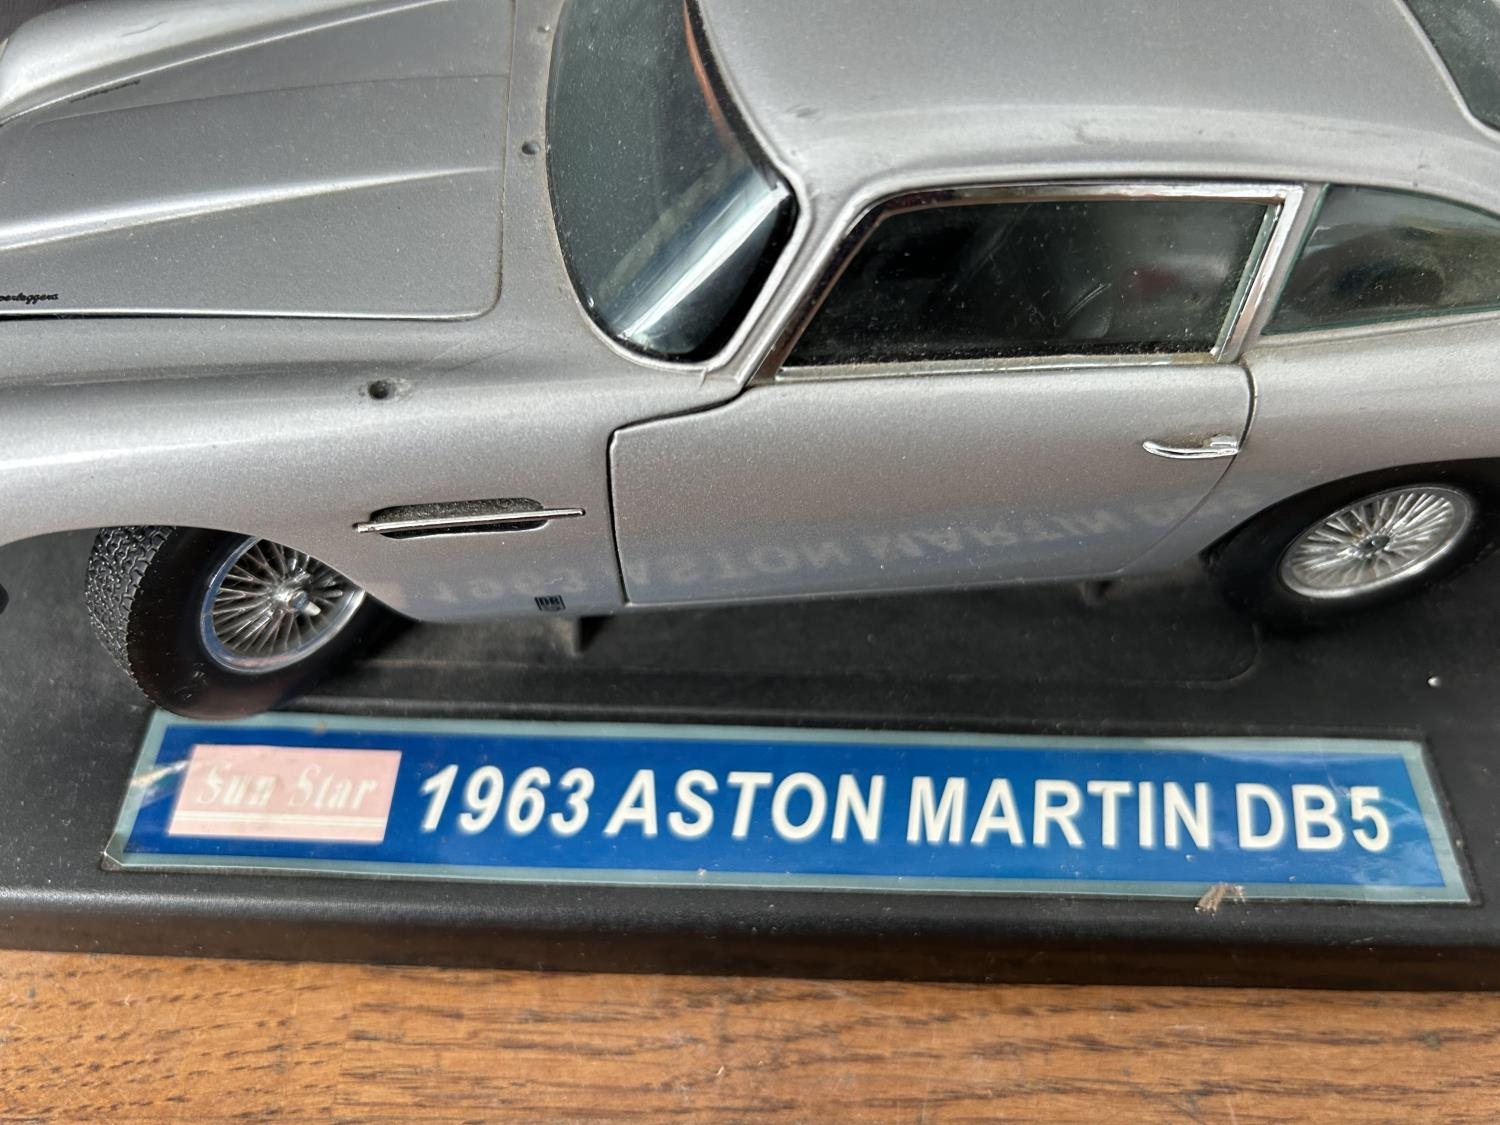 Sun Star
1963 ASTON MARTIN DB5